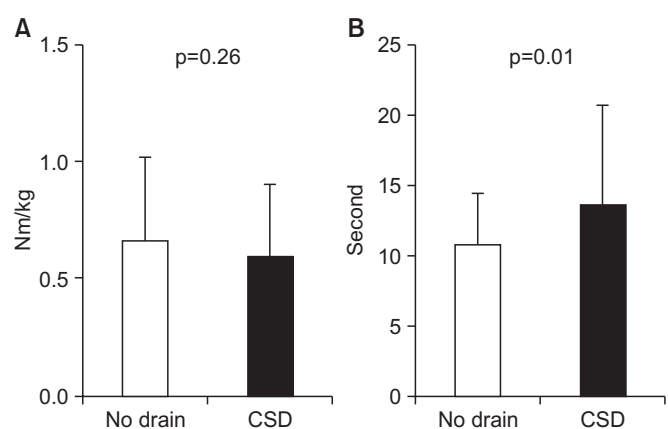 A
Nm/kg
1.5
1.0
0.5
0.0
p=0.26
No drain
CSD
B
Second
25
20
15
10
5
0
p=0.01
No drain
CSD